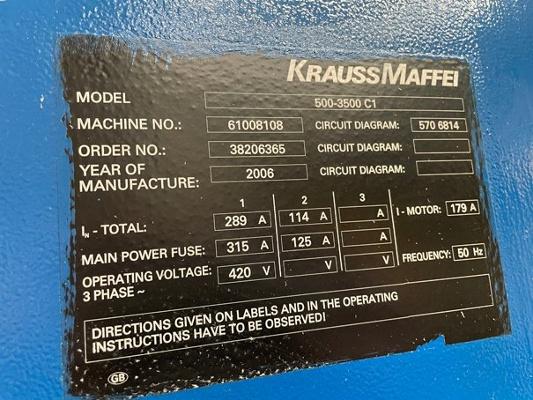 KRAUSSMAFFEI
MODEL 500-3500 C1
MACHINE NO.: 61008108 CIRCUIT DIAGRAM: 570 6814
ORDER NO.: 38206365 CIRCUIT DIAGRAM:
YEAR OF
MANUFACTURE: 2006 CIRCUIT DIAGRAM:
1 2 3
I_N - TOTAL: 289 A 114 A A I - MOTOR: 179 A
MAIN POWER FUSE: 315 A 125 A A
OPERATING VOLTAGE: 420 V V V FREQUENCY: 50 Hz
3 PHASE ~
DIRECTIONS GIVEN ON LABELS AND IN THE OPERATING
INSTRUCTIONS HAVE TO BE OBSERVED!
GB